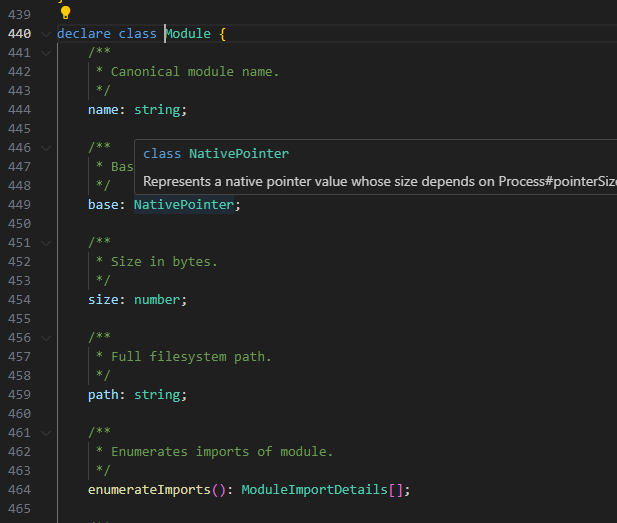 439
440 declare class Module {
441 /**
442 * Canonical module name.
443 */
444 name: string;
445
446 /**
class NativePointer
447 * Bas
Represents a native pointer value whose size depends on Process#pointerSiz
448 */
449 base: NativePointer;
450
451 /**
452 * Size in bytes.
453 */
454 size: number;
455
456 /**
457 * Full filesystem path.
458 */
459 path: string;
460
461 /**
462 * Enumerates imports of module.
463 */
464 enumerateImports(): ModuleImportDetails[];
465